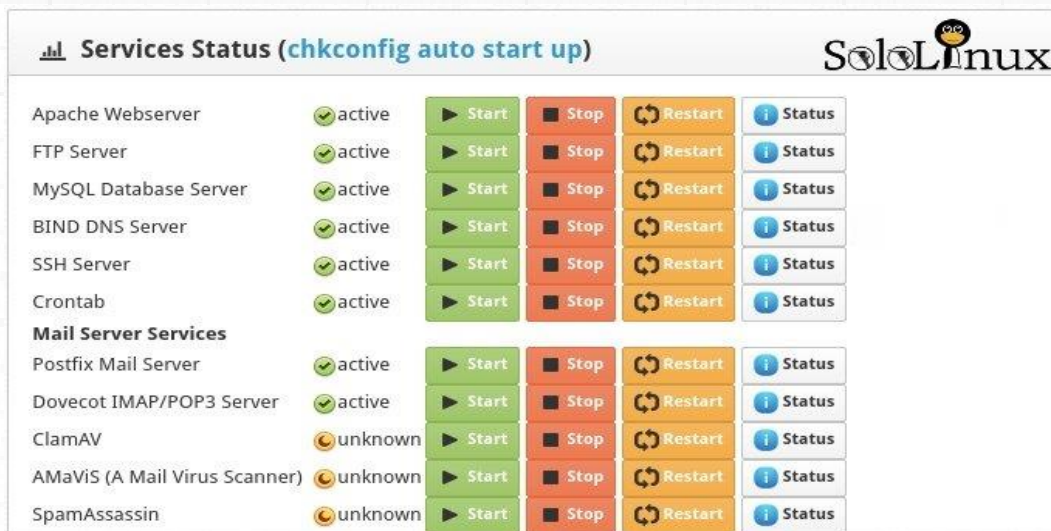 Services Status (chkconfig auto start up)
SoloLinux
Apache Webserver active Start Stop Restart Status
FTP Server active Start Stop Restart Status
MySQL Database Server active Start Stop Restart Status
BIND DNS Server active Start Stop Restart Status
SSH Server active Start Stop Restart Status
Crontab active Start Stop Restart Status
Mail Server Services
Postfix Mail Server active Start Stop Restart Status
Dovecot IMAP/POP3 Server active Start Stop Restart Status
ClamAV unknown Start Stop Restart Status
AMaViS (A Mail Virus Scanner) unknown Start Stop Restart Status
SpamAssassin unknown Start Stop Restart Status